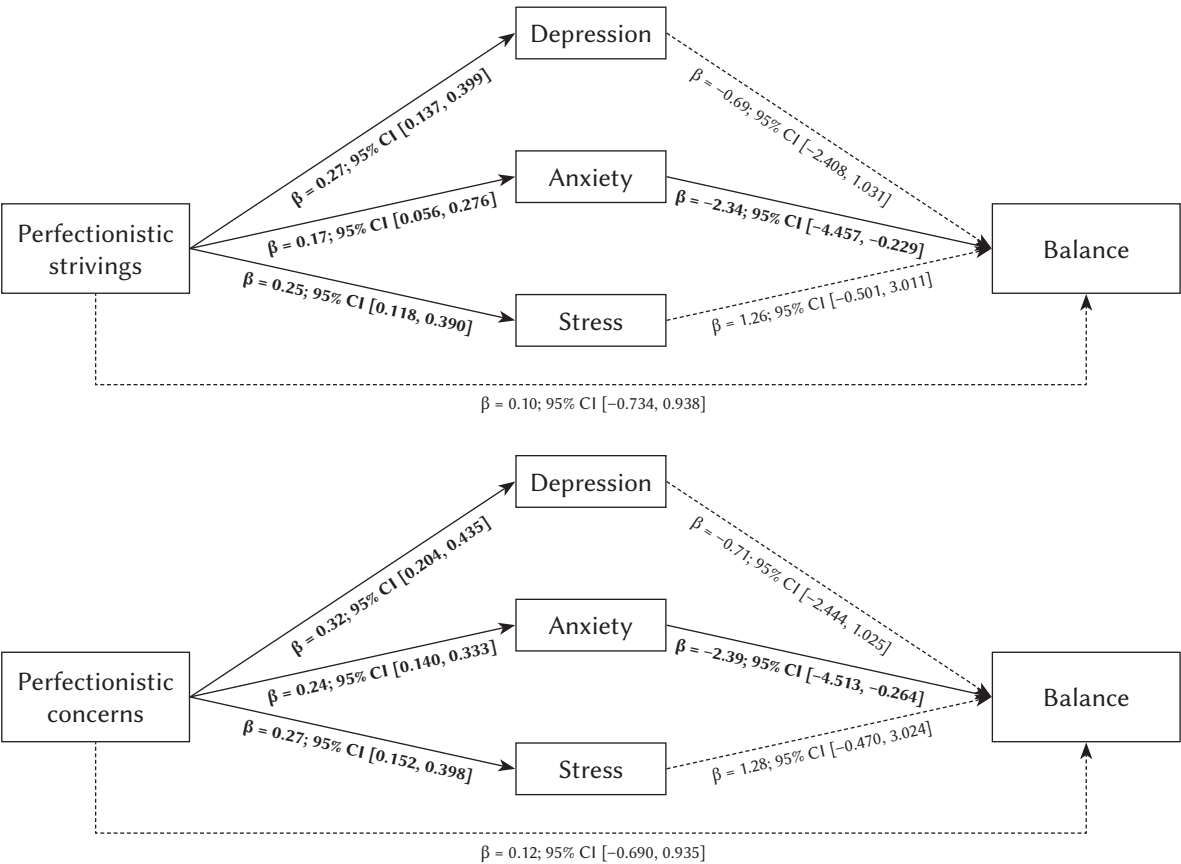 Depression
β = 0.27; 95% CI [0.137, 0.399]
β = −0.69; 95% CI [−2.408, 1.031]
Anxiety
β = 0.17; 95% CI [0.056, 0.276]
β = −2.34; 95% CI [−4.457, −0.229]
Perfectionistic
strivings
Balance
β = 0.25; 95% CI [0.118, 0.390]
Stress
β = 1.26; 95% CI [−0.501, 3.011]
β = 0.10; 95% CI [−0.734, 0.938]
Depression
β = 0.32; 95% CI [0.204, 0.435]
β = −0.71; 95% CI [−2.444, 1.025]
Anxiety
β = 0.24; 95% CI [0.140, 0.333]
β = −2.39; 95% CI [−4.513, −0.264]
Perfectionistic
concerns
Balance
β = 0.27; 95% CI [0.152, 0.398]
Stress
β = 1.28; 95% CI [−0.470, 3.024]
β = 0.12; 95% CI [−0.690, 0.935]